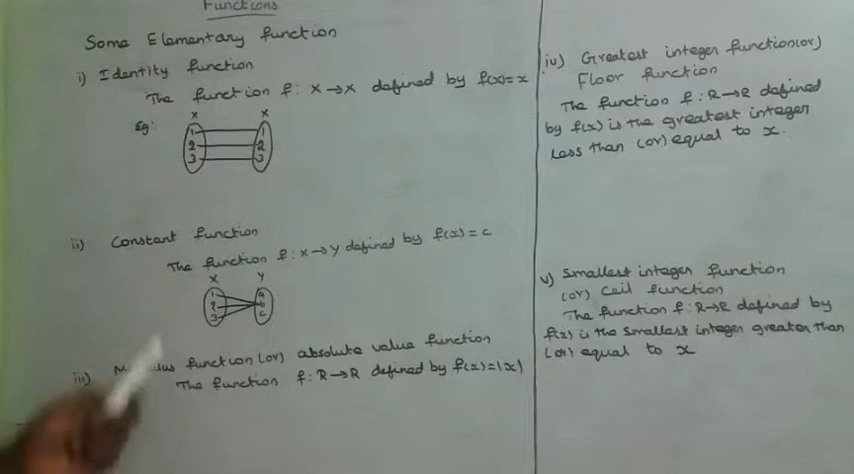 Functions
Some Elementary function
i) Identity function
The function f: X→X defined by f(x)=x
Eg:
X X
1 1
2 2
3 3
ii) Constant function
The function f: X→Y defined by f(x)=c
X Y
1 a
2 b
3 c
iii) function (or) absolute value function
The function f: R→R defined by f(x)=|x|
iv) Greatest integer function(or)
Floor function
The function f: R→R defined
by f(x) is the greatest integer
less than (or) equal to x.
v) Smallest integer function
(or) Ceil function
The function f: R→R defined by
f(x) is the smallest integer greater than
(or) equal to x